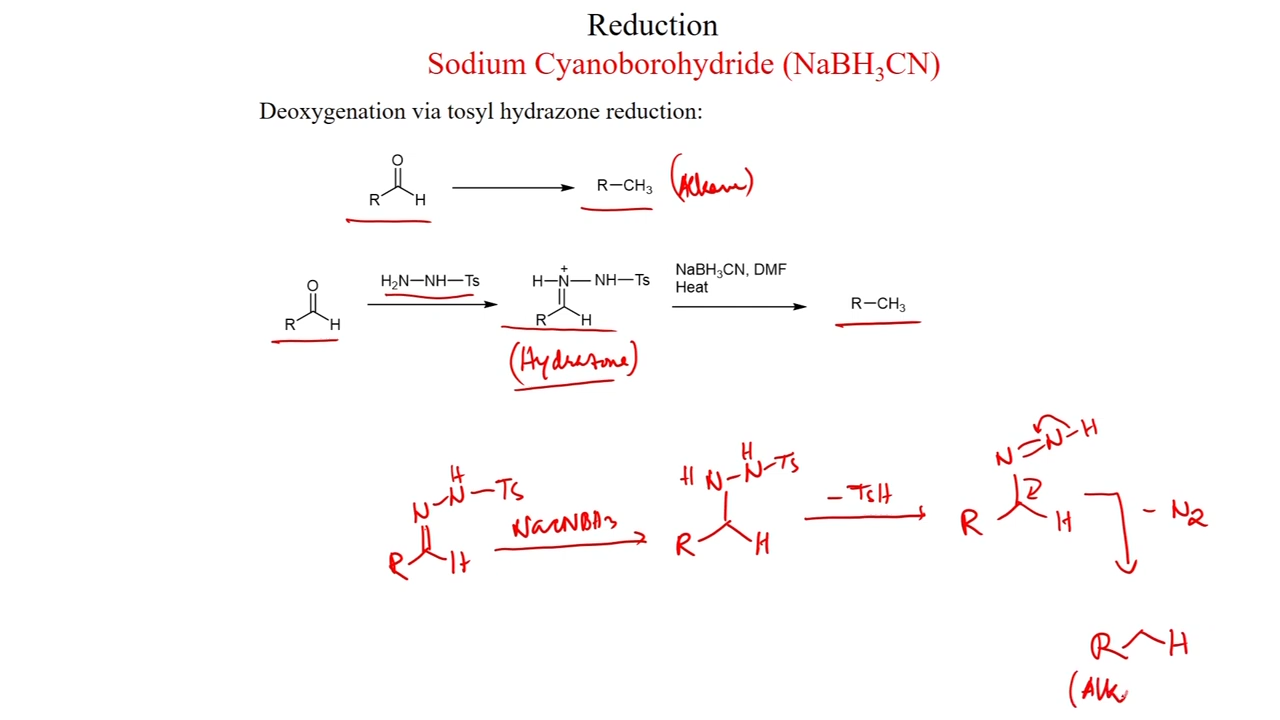 Reduction
Sodium Cyanoborohydride (NaBH₃CN)
Deoxygenation via tosyl hydrazone reduction:
O
R H
R—CH₃ (Alkane)
O
R H
H₂N—NH—Ts
+
H—N—NH—Ts
R H
(Hydrazone)
NaBH₃CN, DMF
Heat
R—CH₃
H
N—N—Ts
R H
NaCNBH₃
H H
N—N—Ts
R H
- TsH
N=N—H
R H
- N₂
R H
(Alk